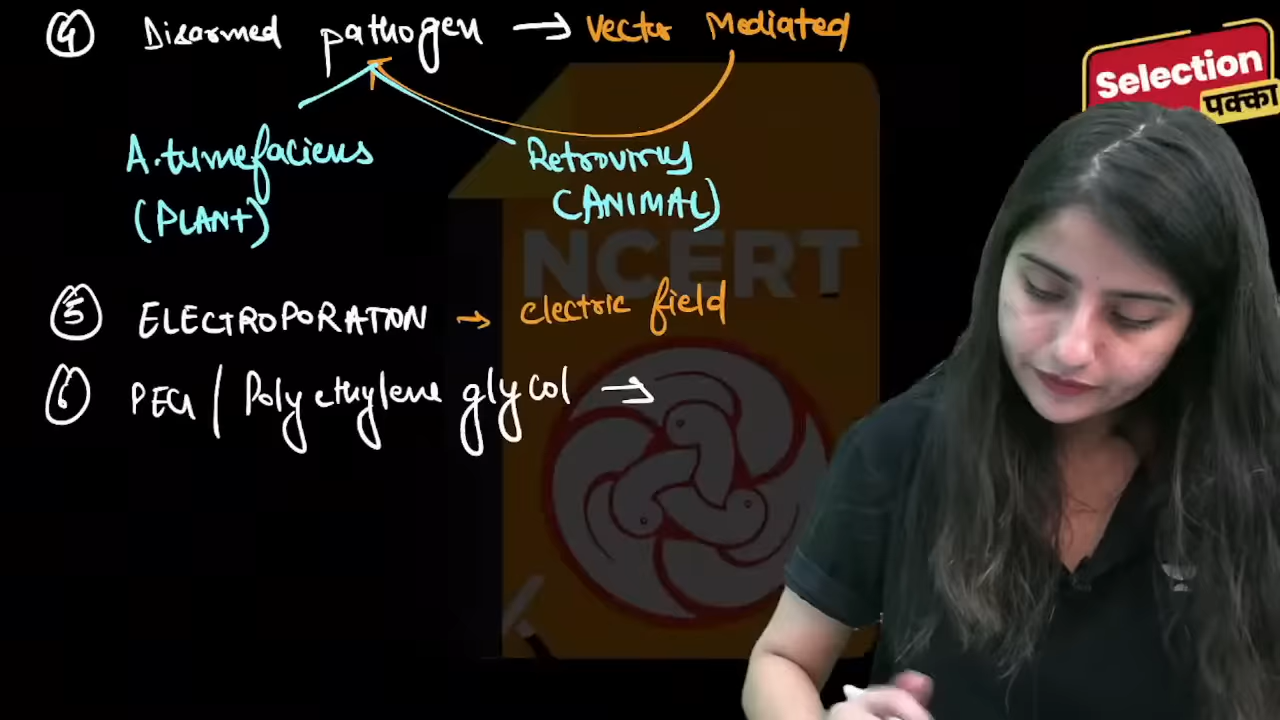 ④ Disarmed pathogen → Vector Mediated
A.tumefaciens
(PLANT)
Retrovirus
(ANIMAL)
⑤ ELECTROPORATION → electric field
⑥ PEG / Polyethylene glycol →
NCERT
Selection
पक्का